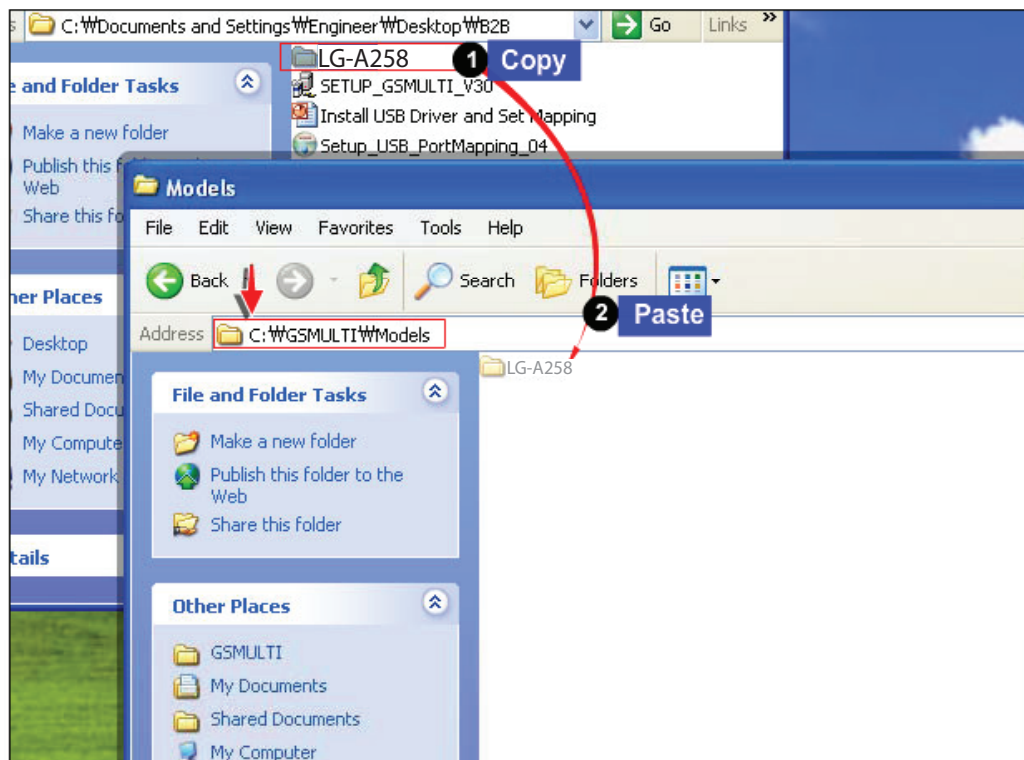 C:₩Documents and Settings₩Engineer₩Desktop₩B2B
Go
Links
LG-A258
1 Copy
and Folder Tasks
SETUP_GSMULTI_V30
Install USB Driver and Set Mapping
Setup_USB_PortMapping_04
Make a new folder
Publish this
Web
Share this fo
her Places
Desktop
My Documen
Shared Docu
My Compute
My Network
tails
Models
File Edit View Favorites Tools Help
Back
Search
Folders
2 Paste
Address C:₩GSMULTI₩Models
LG-A258
File and Folder Tasks
Make a new folder
Publish this folder to the
Web
Share this folder
Other Places
GSMULTI
My Documents
Shared Documents
My Computer